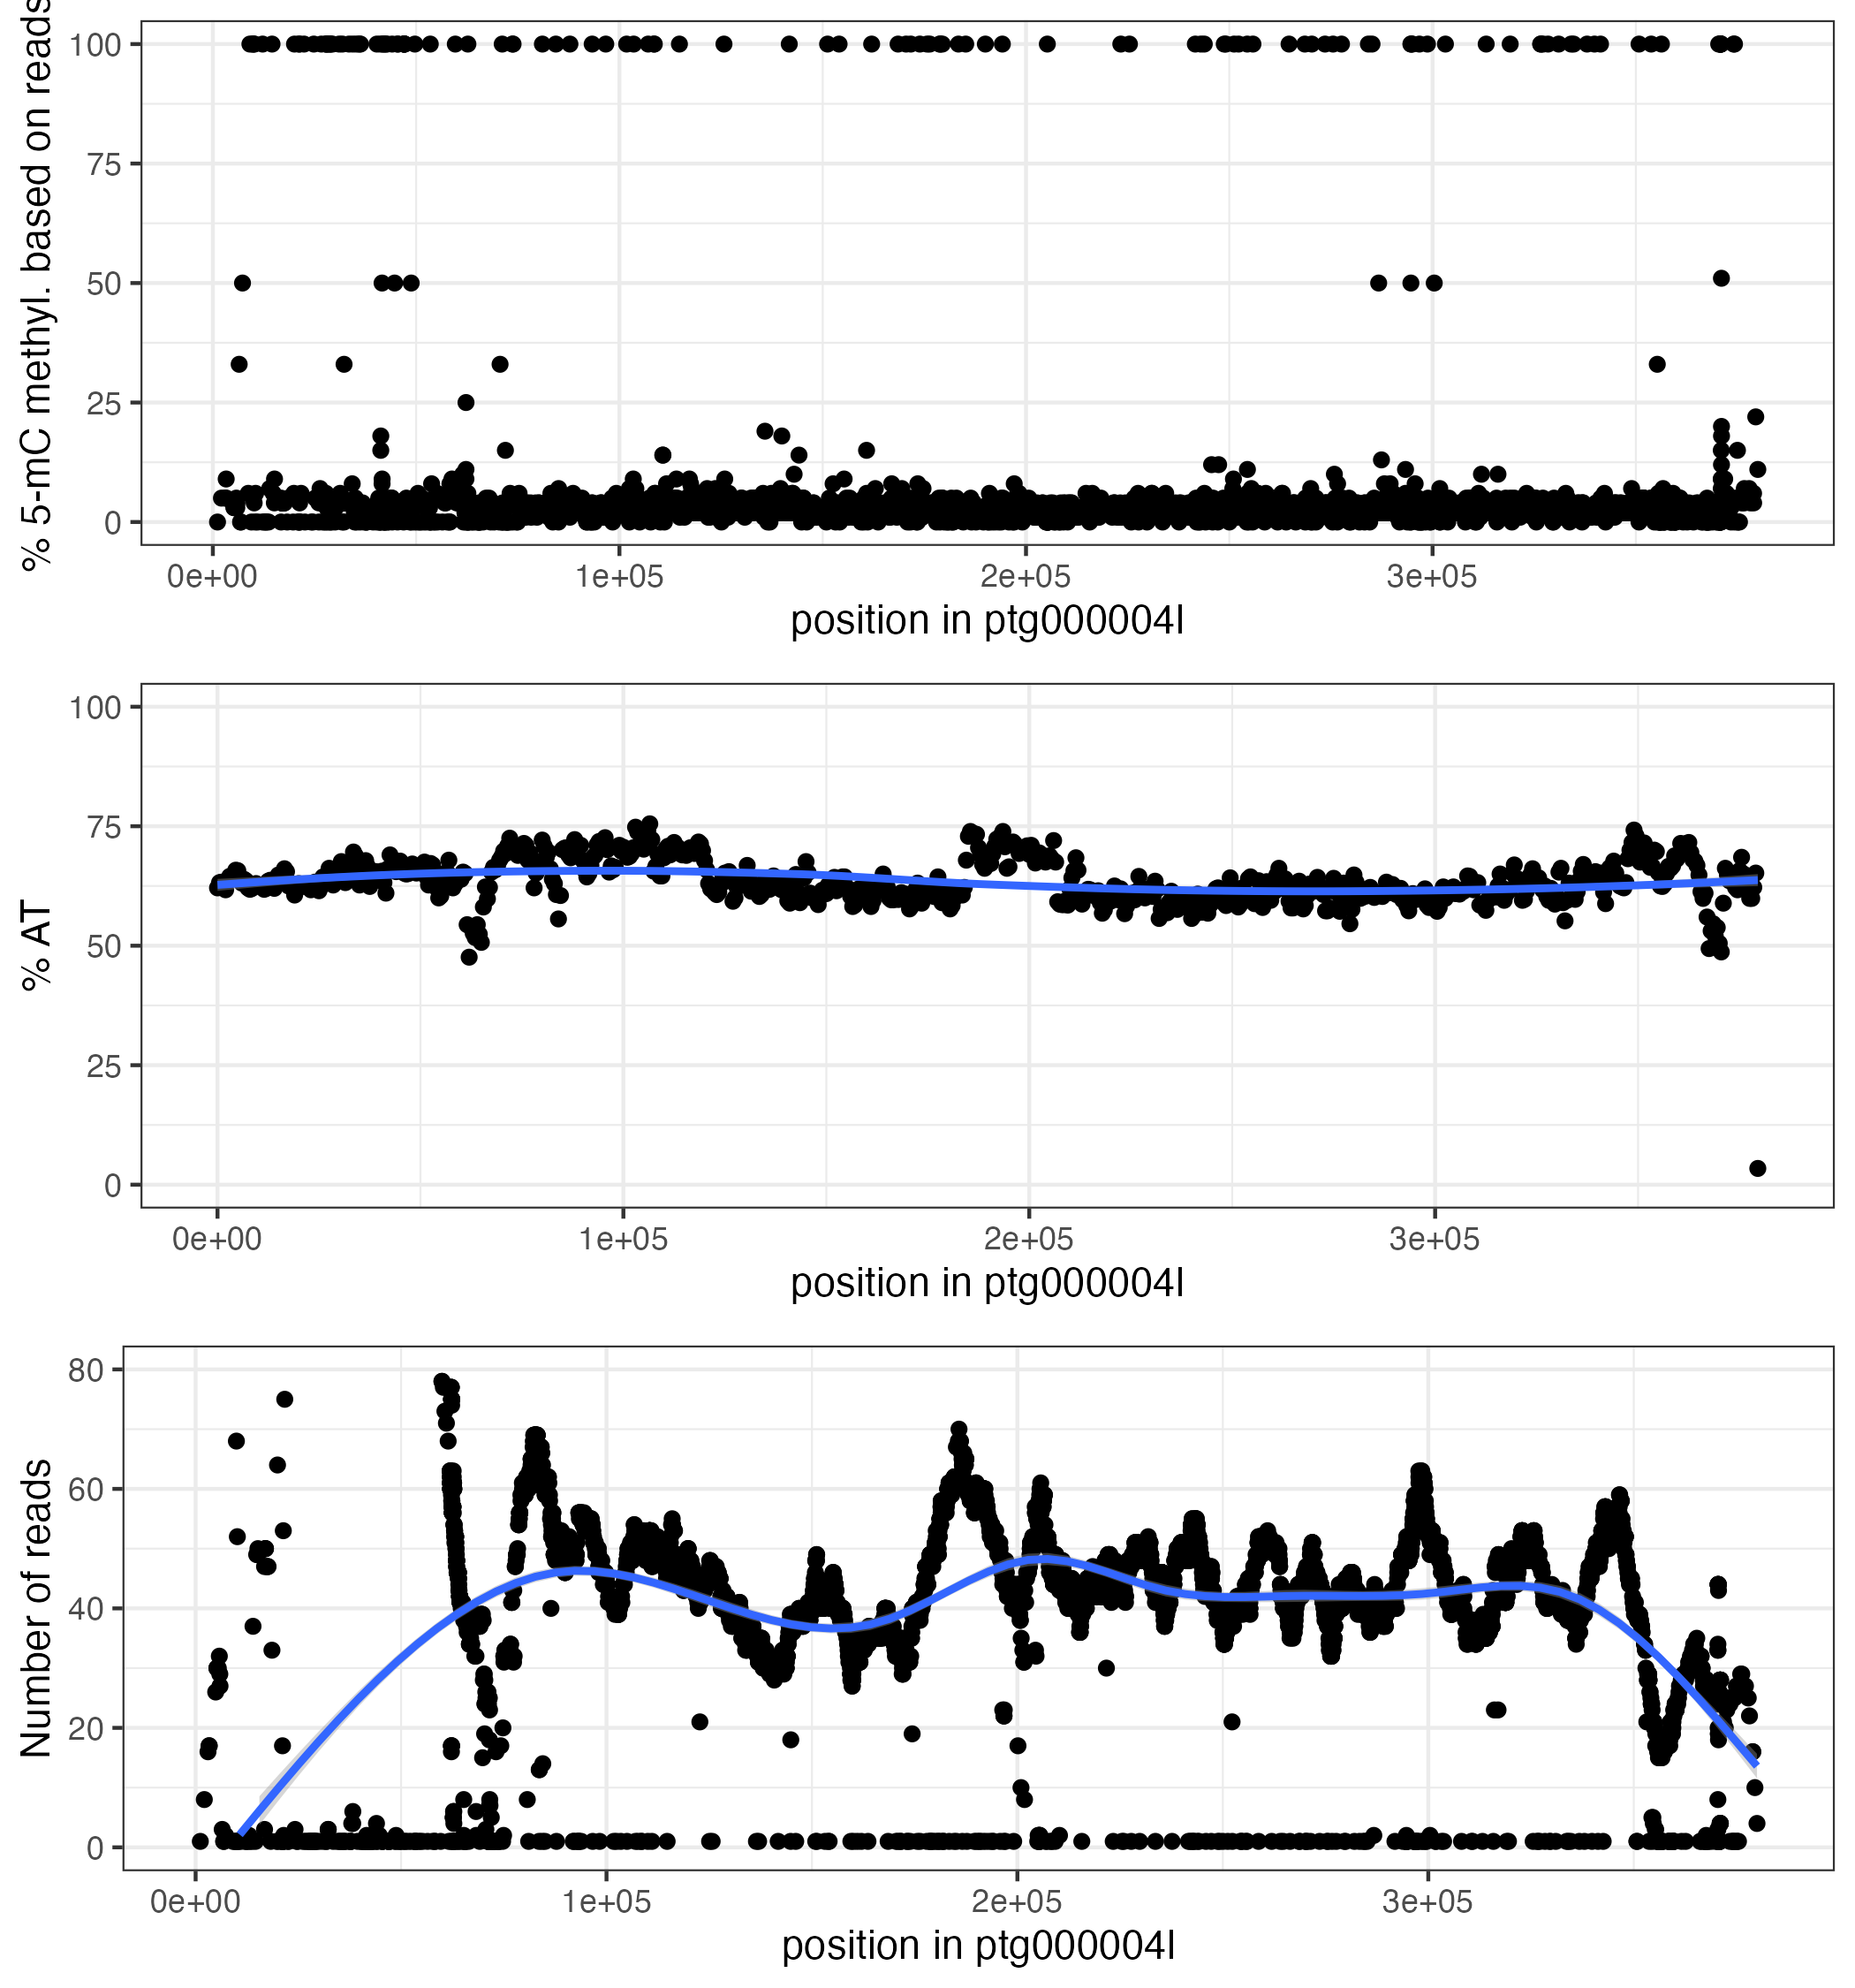 % 5-mC methyl. based on reads
100
75
50
25
0
0e+00 1e+05 2e+05 3e+05
position in ptg000004l
% AT
100
75
50
25
0
0e+00 1e+05 2e+05 3e+05
position in ptg000004l
Number of reads
80
60
40
20
0
0e+00 1e+05 2e+05 3e+05
position in ptg000004l